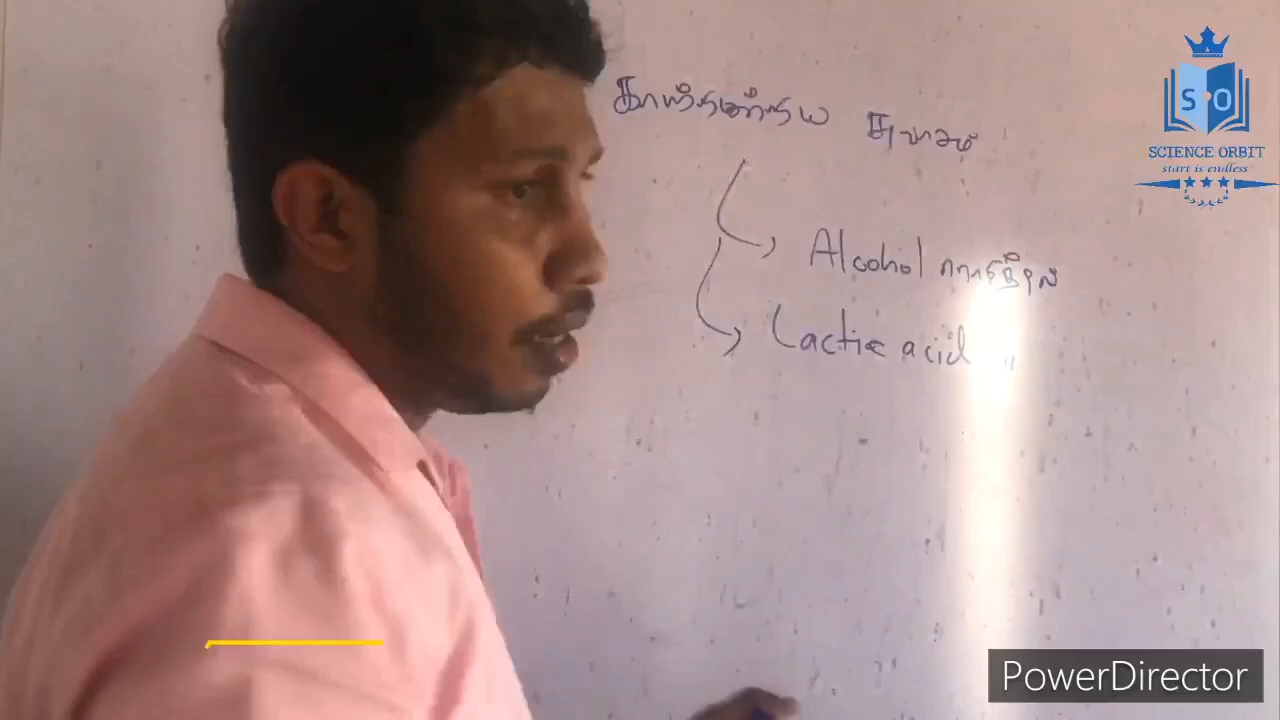 காற்றின்றிய சுவாசம்
Alcohol நொதித்தல்
Lactic acid "
S O
SCIENCE ORBIT
start is endless
PowerDirector